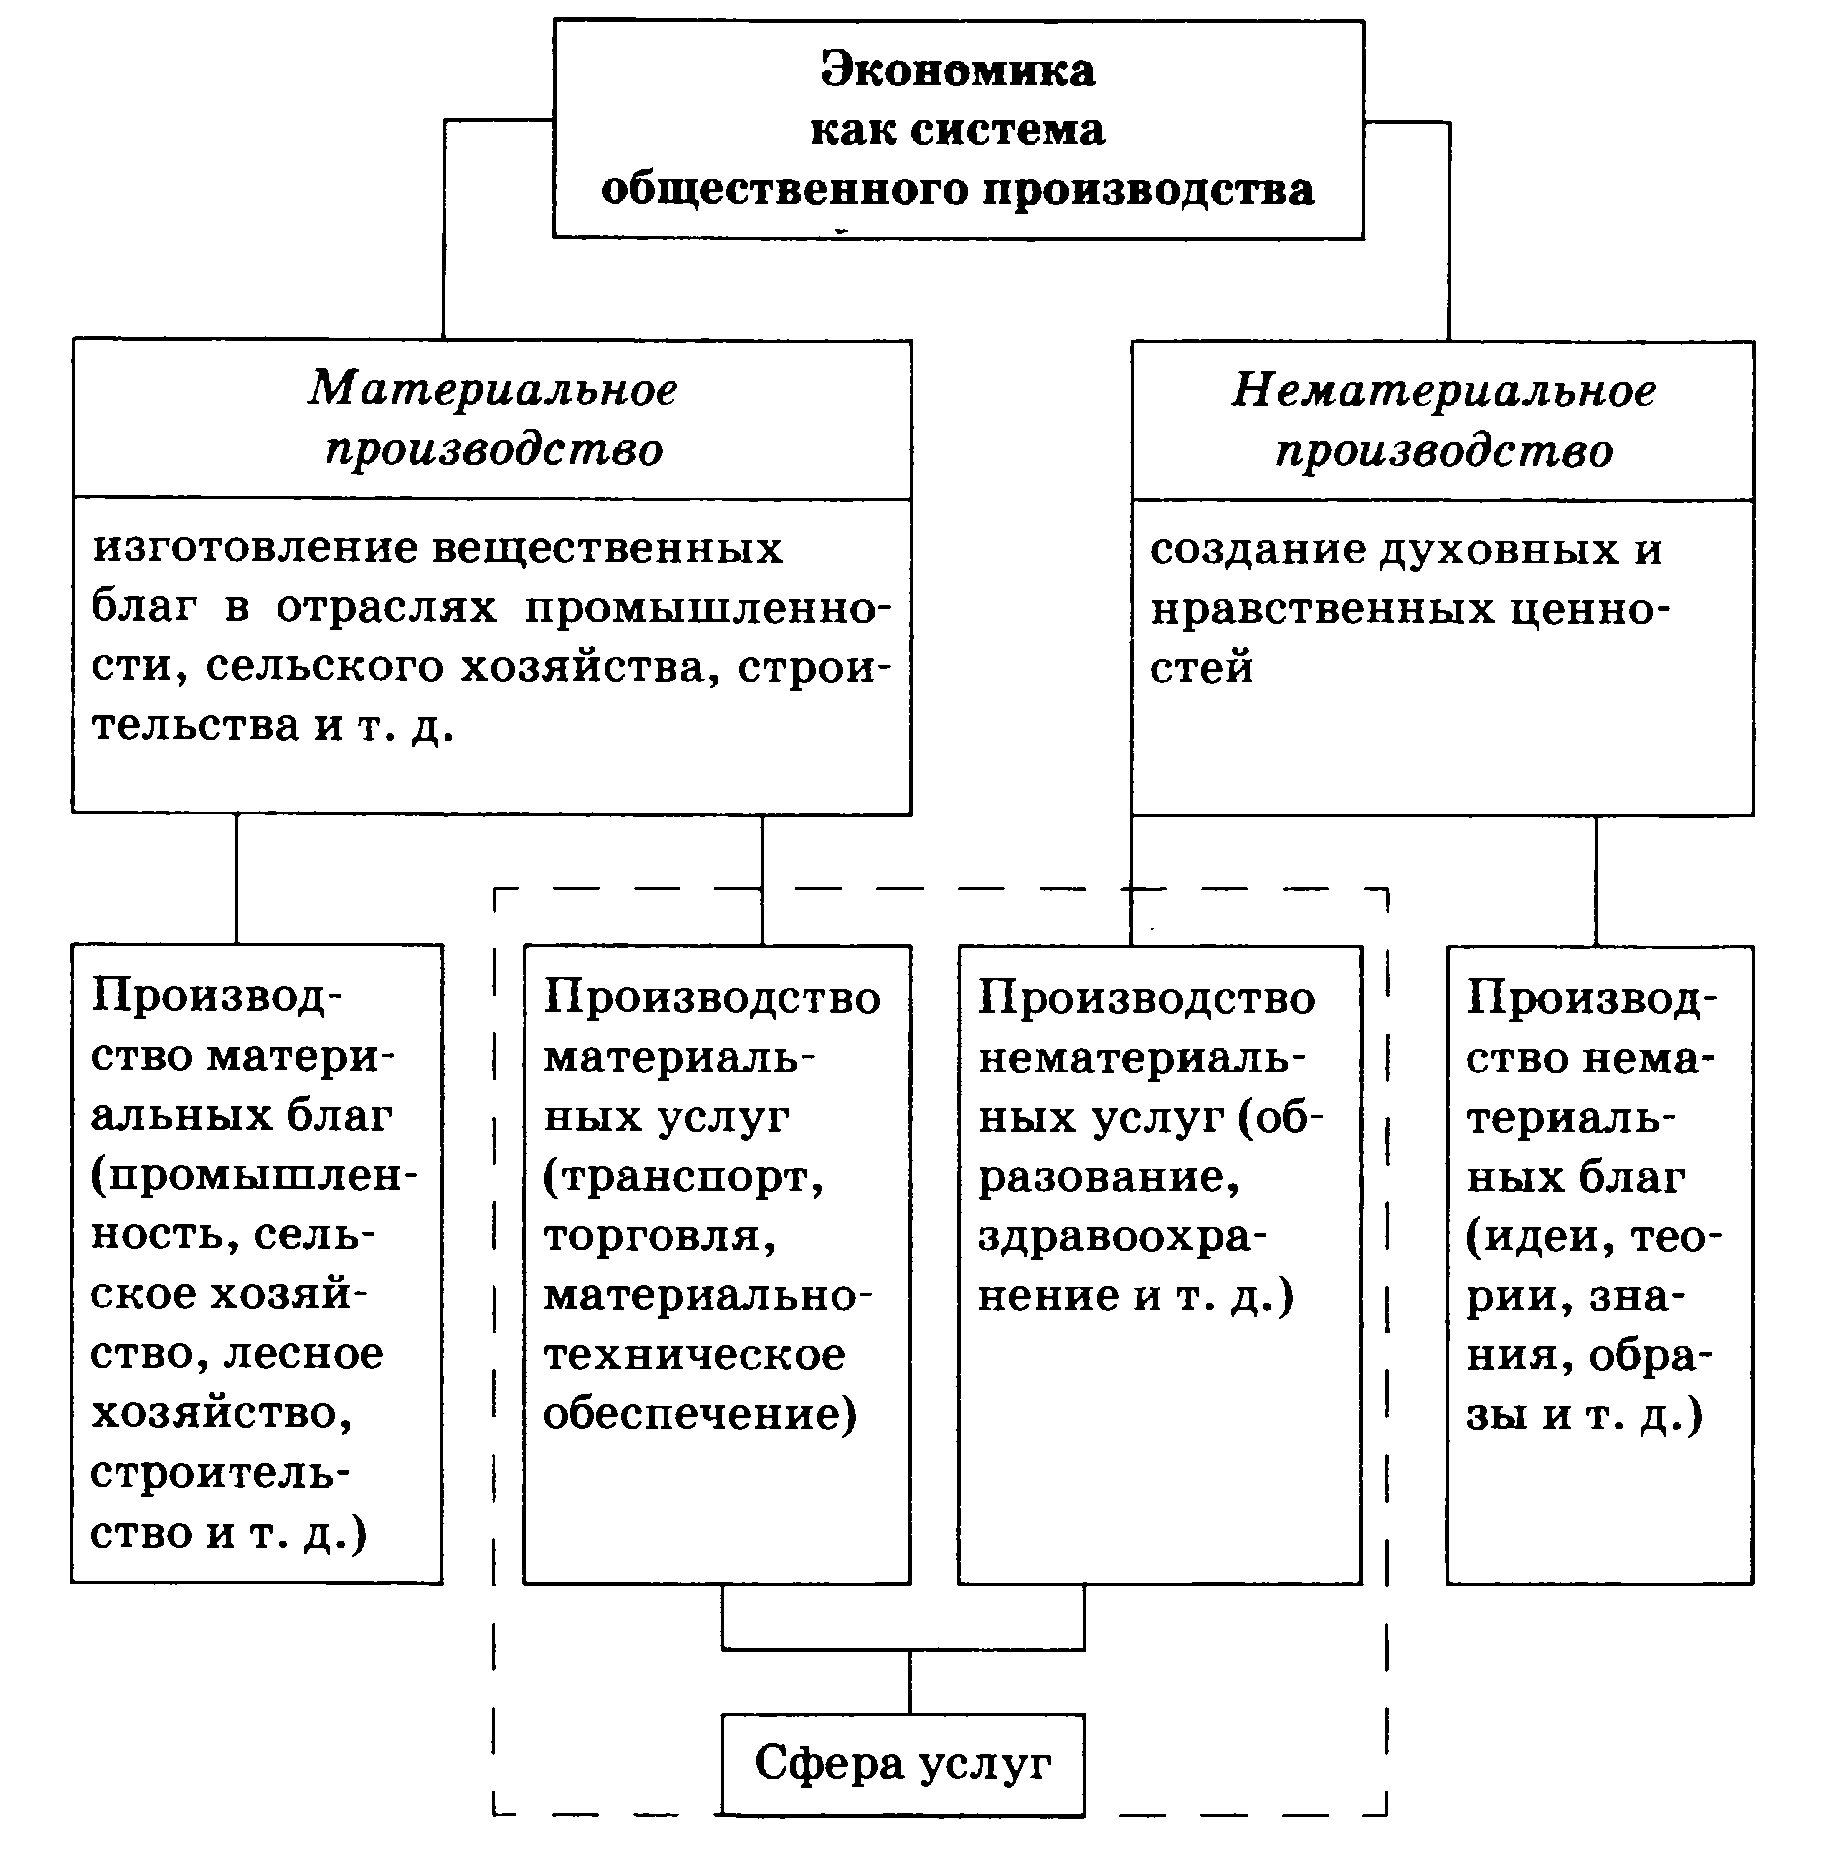 Экономика
как система
общественного производства
Материальное
производство
изготовление вещественных
благ в отраслях промышленно-
сти, сельского хозяйства, строи-
тельства и т. д.
Нематериальное
производство
создание духовных и
нравственных ценно-
стей
Производ-
ство матери-
альных благ
(промышлен-
ность, сель-
ское хозяй-
ство, лесное
хозяйство,
строитель-
ство и т. д.)
Производство
материаль-
ных услуг
(транспорт,
торговля,
материально-
техническое
обеспечение)
Производство
нематериаль-
ных услуг (об-
разование,
здравоохра-
нение и т. д.)
Производ-
ство нема-
териаль-
ных благ
(идеи, тео-
рии, зна-
ния, обра-
зы и т. д.)
Сфера услуг